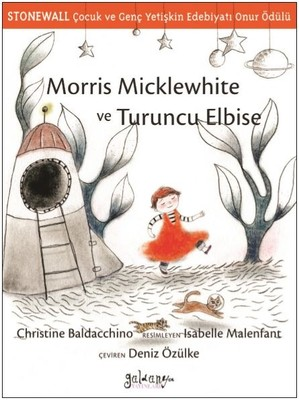 STONEWALL Çocuk ve Genç Yetişkin Edebiyatı Onur Ödülü
Morris Micklewhite
ve Turuncu Elbise
Christine Baldacchino RESİMLEYEN Isabelle Malenfant
ÇEVİREN Deniz Özülke